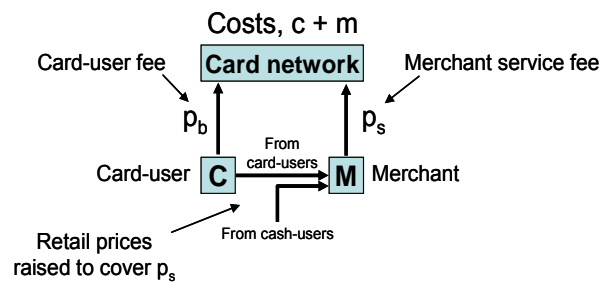 Costs, c + m
Card-user fee
Card network
Merchant service fee
p_b
p_s
From
card-users
Card-user
C
M
Merchant
From cash-users
Retail prices
raised to cover p_s